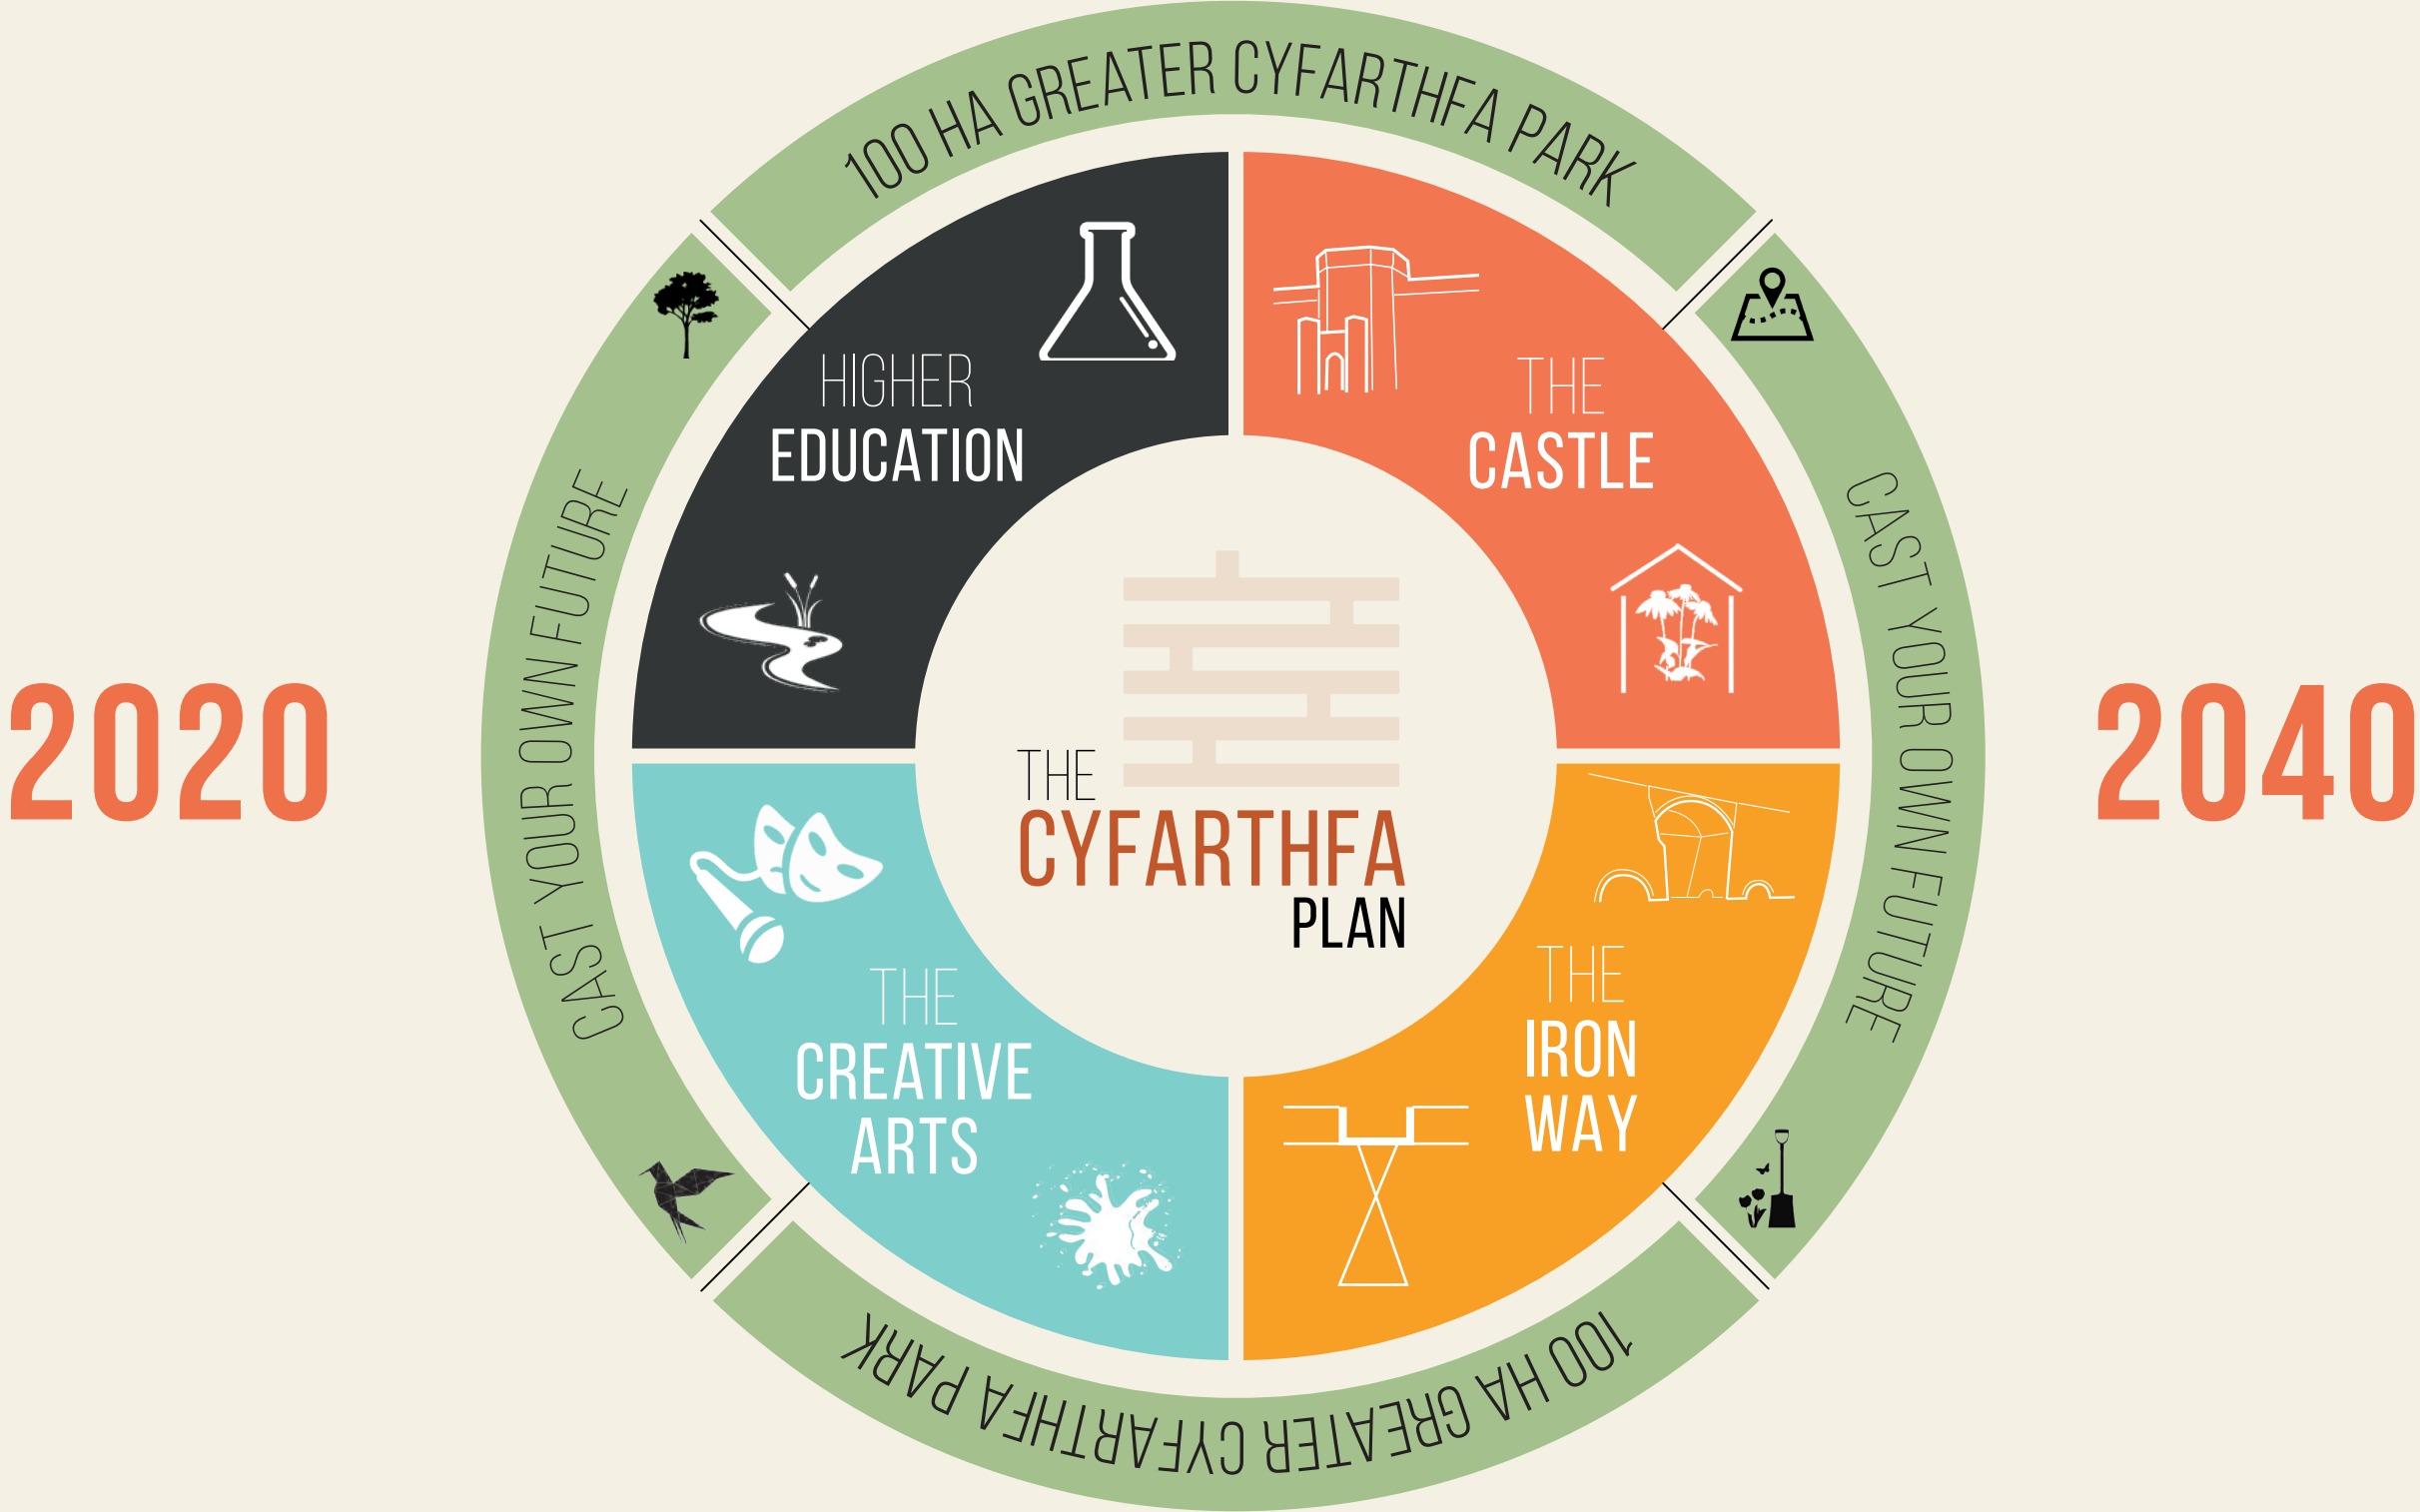 100 HA GREATER CYFARTHFA PARK
HIGHER
EDUCATION
THE
CASTLE
CAST YOUR OWN FUTURE
CAST YOUR OWN FUTURE
2020
2040
THE
CYFARTHFA
PLAN
THE
CREATIVE
ARTS
THE
IRON
WAY
100 HA GREATER CYFARTHFA PARK